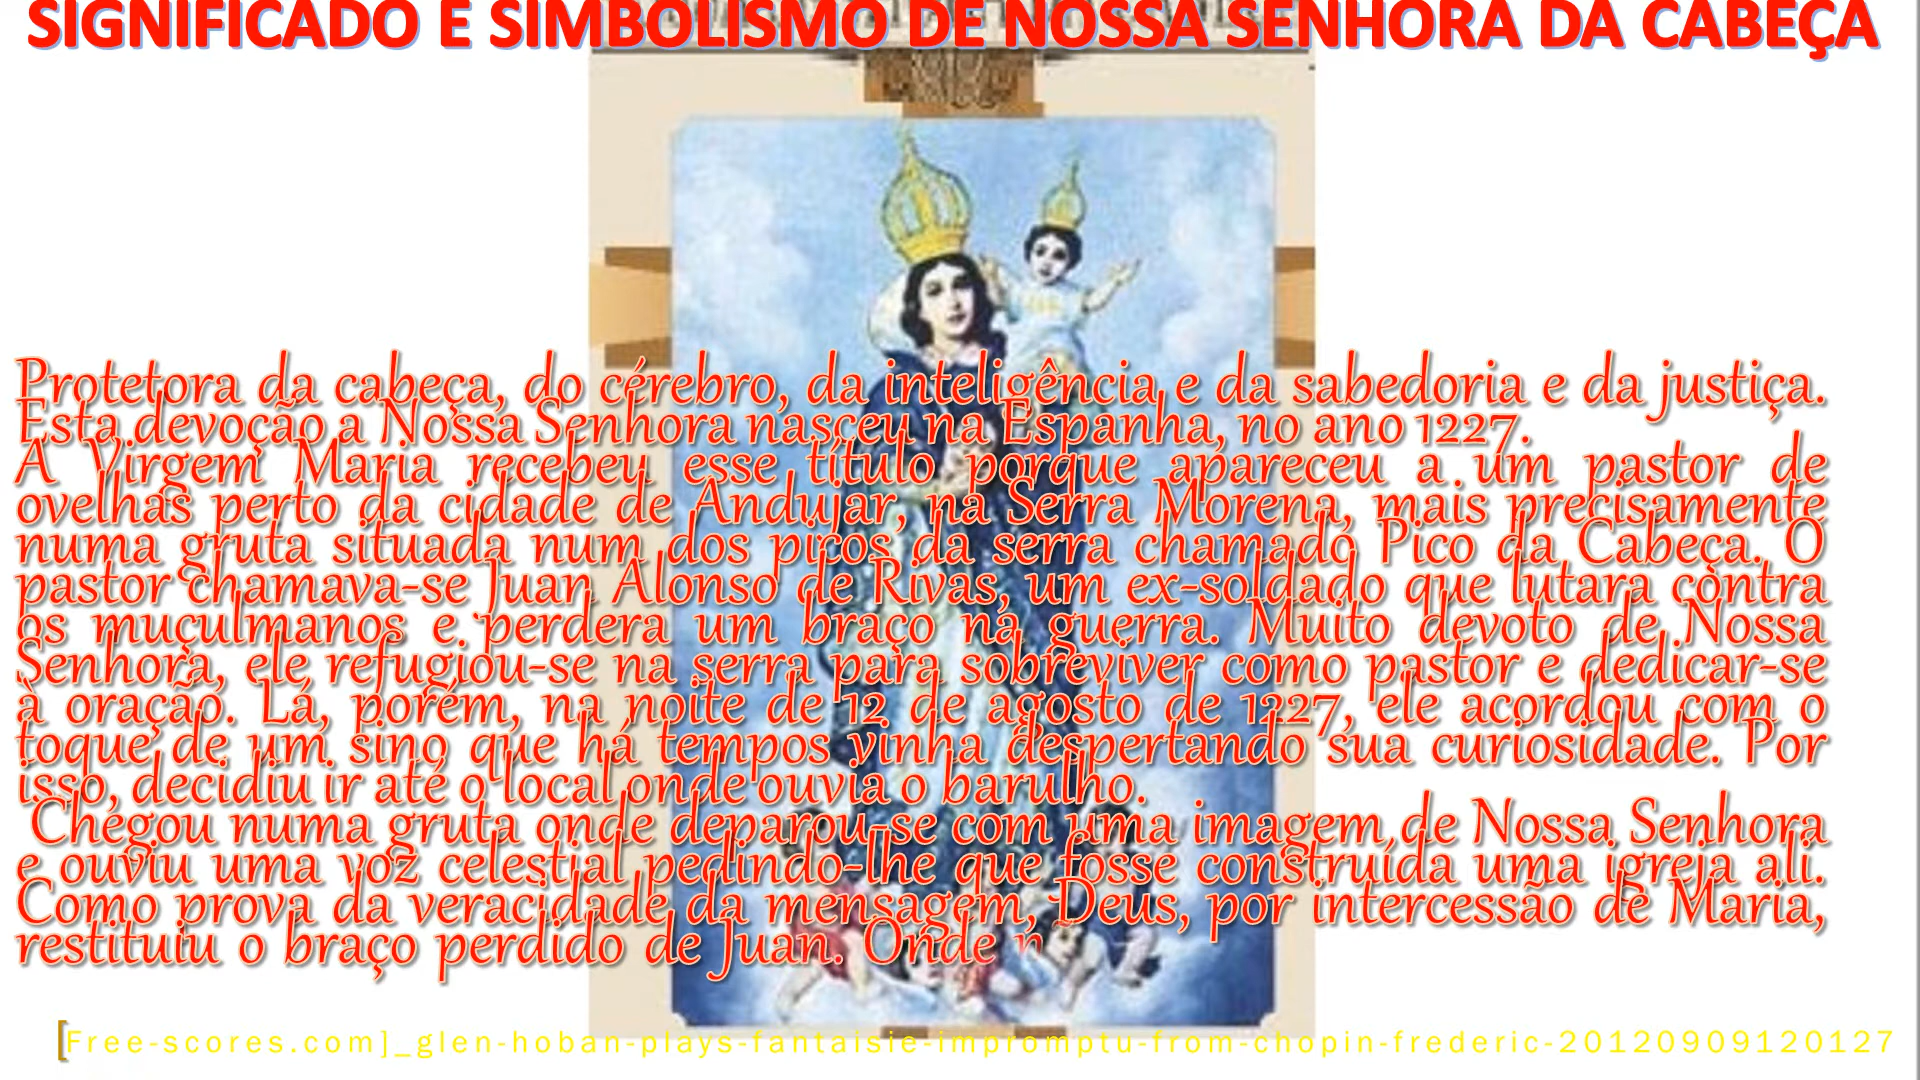 SIGNIFICADO E SIMBOLISMO DE NOSSA SENHORA DA CABEÇA
Protetora da cabeça, do cérebro, da inteligência e da sabedoria e da justiça.
Esta devoção a Nossa Senhora nasceu na Espanha, no ano 1227.
A Virgem Maria recebeu esse título porque apareceu a um pastor de
ovelhas perto da cidade de Andujar, na Serra Morena, mais precisamente
numa gruta situada num dos picos da serra chamado Pico da Cabeça. O
pastor chamava-se Juan Alonso de Rivas, um ex-soldado que lutara contra
os muçulmanos e perdera um braço na guerra. Muito devoto de Nossa
Senhora, ele refugiou-se na serra para sobreviver como pastor e dedicar-se
à oração. Lá, porém, na noite de 12 de agosto de 1227, ele acordou com o
toque de um sino que há tempos vinha despertando sua curiosidade. Por
isso, decidiu ir até o local onde ouvia o barulho.
Chegou numa gruta onde deparou-se com uma imagem de Nossa Senhora
e ouviu uma voz celestial pedindo-lhe que fosse construída uma igreja ali.
Como prova da veracidade da mensagem, Deus, por intercessão de Maria,
restituiu o braço perdido de Juan. Onde
[Free-scores.com]_glen-hoban-plays-fantaisie-impromptu-from-chopin-frederic-20120909120127